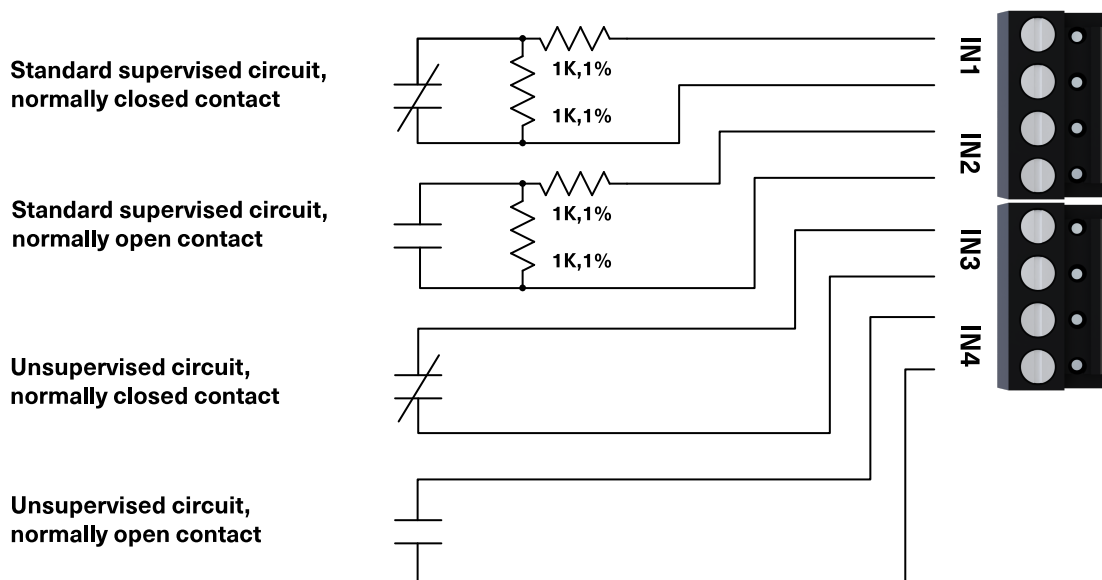 Standard supervised circuit,
normally closed contact
1K,1%
1K,1%
IN1
Standard supervised circuit,
normally open contact
1K,1%
1K,1%
IN2
Unsupervised circuit,
normally closed contact
IN3
Unsupervised circuit,
normally open contact
IN4